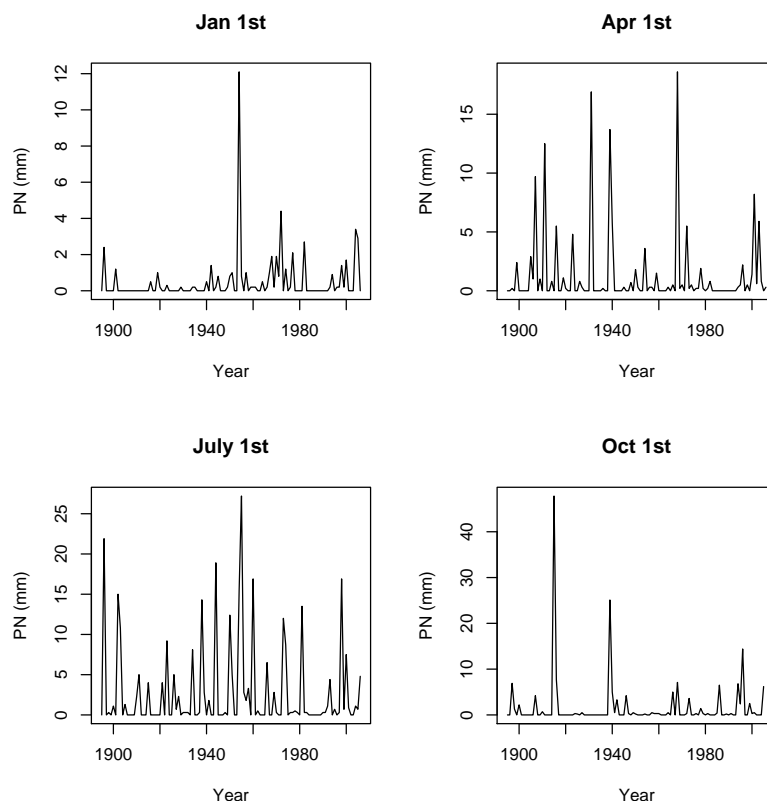 Jan 1st
PN (mm)
0 2 4 6 8 10 12
1900 1940 1980
Year
Apr 1st
PN (mm)
0 5 10 15
1900 1940 1980
Year
July 1st
PN (mm)
0 5 10 15 20 25
1900 1940 1980
Year
Oct 1st
PN (mm)
0 10 20 30 40
1900 1940 1980
Year